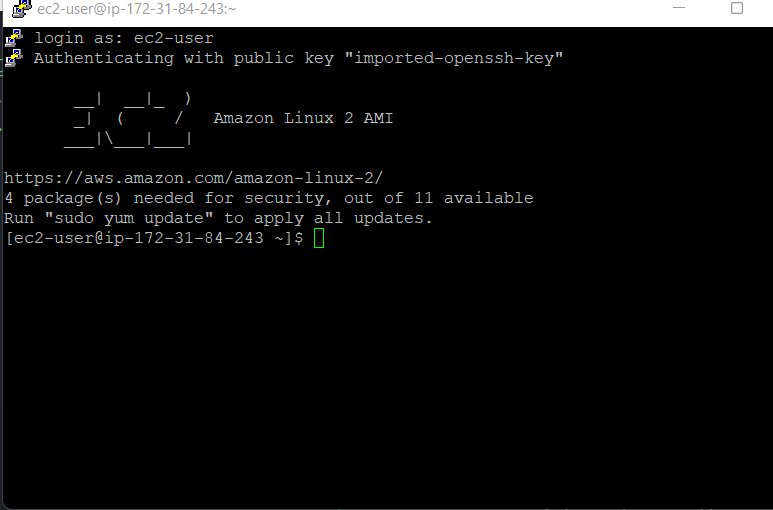 ec2-user@ip-172-31-84-243:~
login as: ec2-user
Authenticating with public key "imported-openssh-key"
       __|  __|_  )
       _|  (     /   Amazon Linux 2 AMI
      ___|\___|___|
https://aws.amazon.com/amazon-linux-2/
4 package(s) needed for security, out of 11 available
Run "sudo yum update" to apply all updates.
[ec2-user@ip-172-31-84-243 ~]$